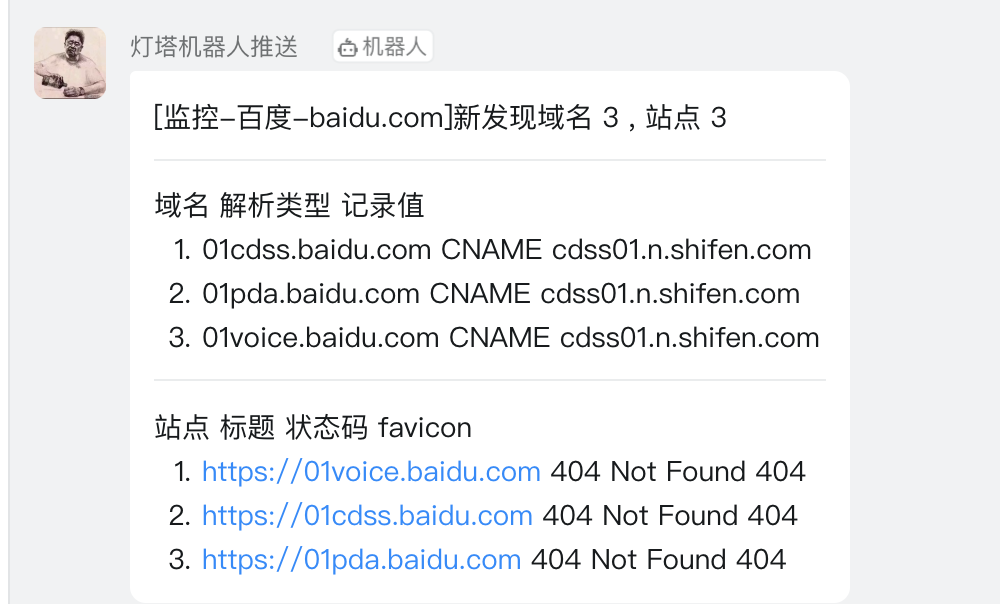 灯塔机器人推送 机器人
[监控-百度-baidu.com]新发现域名 3 , 站点 3
域名 解析类型 记录值
1. 01cdss.baidu.com CNAME cdss01.n.shifen.com
2. 01pda.baidu.com CNAME cdss01.n.shifen.com
3. 01voice.baidu.com CNAME cdss01.n.shifen.com
站点 标题 状态码 favicon
1. https://01voice.baidu.com 404 Not Found 404
2. https://01cdss.baidu.com 404 Not Found 404
3. https://01pda.baidu.com 404 Not Found 404